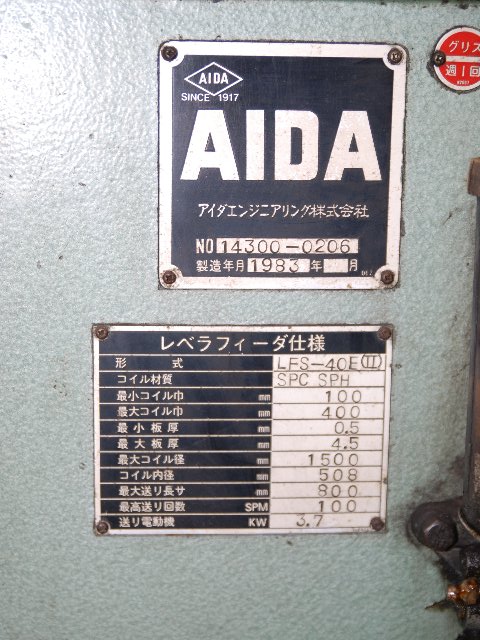 AIDA
SINCE 1917
AIDA
アイダエンジニアリング株式会社
NO 14300-0206
製造年月 1983 年 月
グリス
週1回
レベラフィーダ仕様
形 式 LFS-40E(II)
コイル材質 SPC SPH
最小コイル巾 mm 100
最大コイル巾 mm 400
最小板厚 mm 0.5
最大板厚 mm 4.5
最大コイル径 mm 1500
コイル内径 mm 508
最大送り長サ mm 800
最高送り回数 SPM 100
送り電動機 KW 3.7